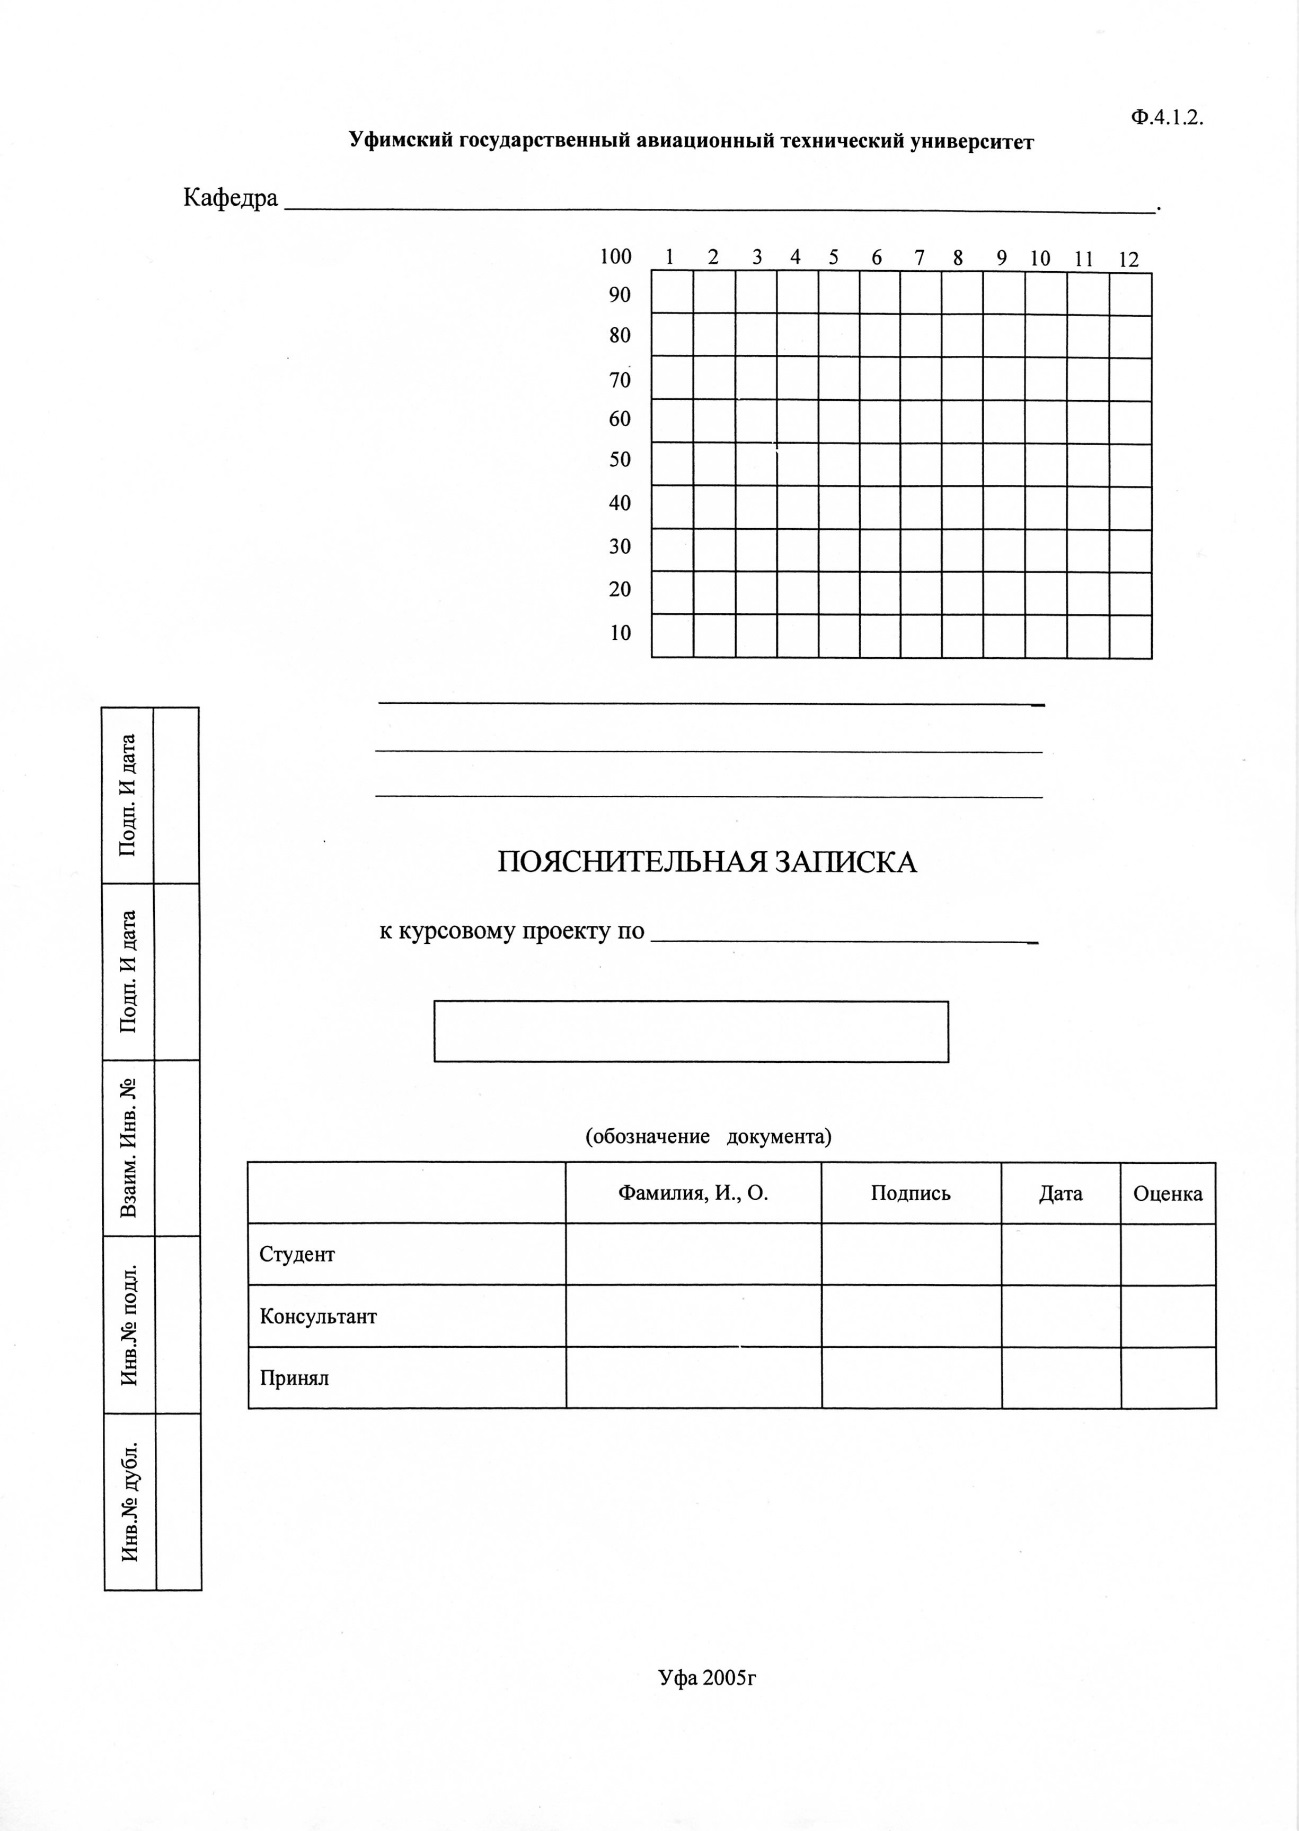 Ф.4.1.2.
Уфимский государственный авиационный технический университет
Кафедра ____________________.
100 1 2 3 4 5 6 7 8 9 10 11 12
90
80
70
60
50
40
30
20
10
ПОЯСНИТЕЛЬНАЯ ЗАПИСКА
к курсовому проекту по ____________________
(обозначение документа)
Фамилия, И., О. Подпись Дата Оценка
Студент
Консультант
Принял
Подп. И дата
Подп. И дата
Взаим. Инв. №
Инв.№ подл.
Инв.№ дубл.
Уфа 2005г